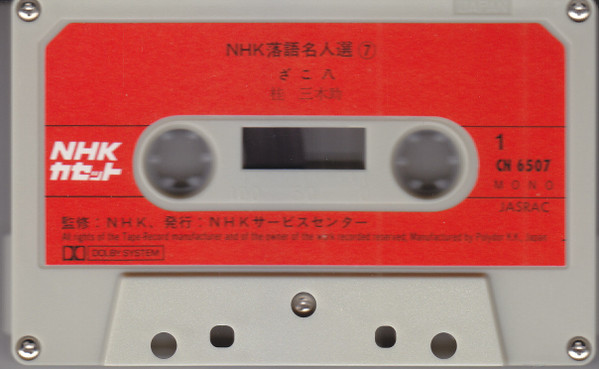 NHK落語名人選⑦
ざこ八
桂 三木助
NHK
カセット
1
CN 6507
MONO
JASRAC
監修:NHK、発行:NHKサービスセンター
All rights of the Tape Record manufacturer and of the owner of the work recorded reserved. Manufactured by Polydor K.K., Japan
DOLBY SYSTEM